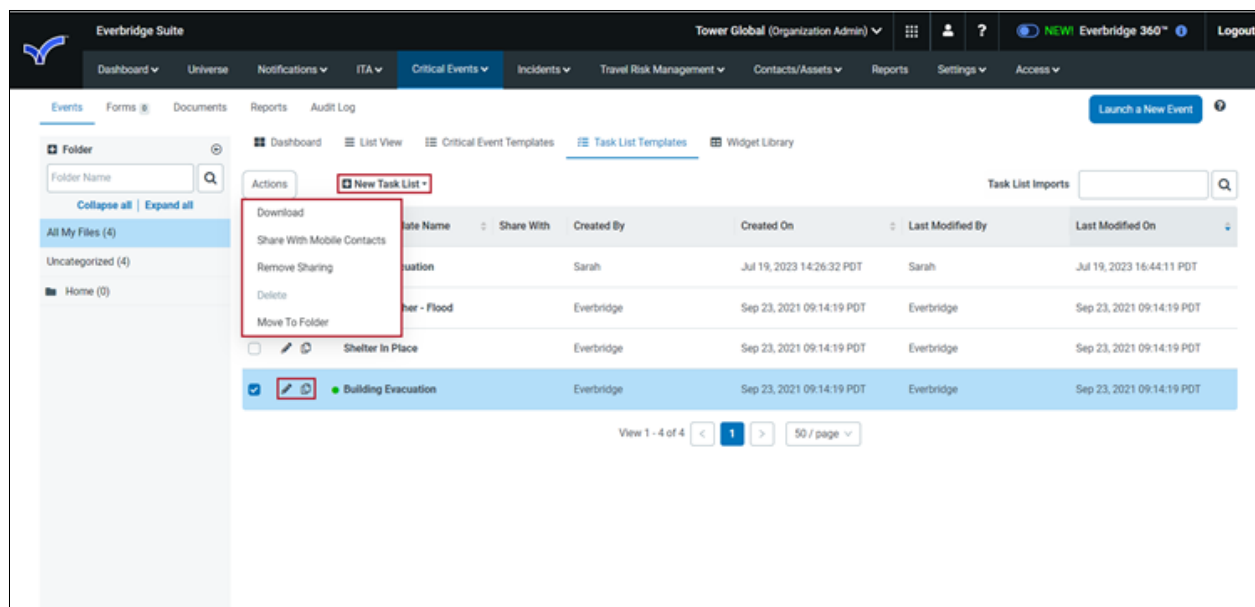 Everbridge Suite
Tower Global (Organization Admin)
?
NEW! Everbridge 360™
Logout
Dashboard Universe Notifications ITA Critical Events Incidents Travel Risk Management Contacts/Assets Reports Settings Access
Events Forms 0 Documents Reports Audit Log
Launch a New Event
Folder
Dashboard List View Critical Event Templates Task List Templates Widget Library
Folder Name
Actions New Task List Task List Imports
Collapse all | Expand all
Download
Share With Mobile Contacts
Remove Sharing
Delete
Move To Folder
All My Files (4)
Uncategorized (4)
Home (0)
ate Name Share With Created By Created On Last Modified By Last Modified On
uation Sarah Jul 19, 2023 14:26:32 PDT Sarah Jul 19, 2023 16:44:11 PDT
her - Flood Everbridge Sep 23, 2021 09:14:19 PDT Everbridge Sep 23, 2021 09:14:19 PDT
Shelter In Place Everbridge Sep 23, 2021 09:14:19 PDT Everbridge Sep 23, 2021 09:14:19 PDT
Building Evacuation Everbridge Sep 23, 2021 09:14:19 PDT Everbridge Sep 23, 2021 09:14:19 PDT
View 1 - 4 of 4 < 1 > 50 / page